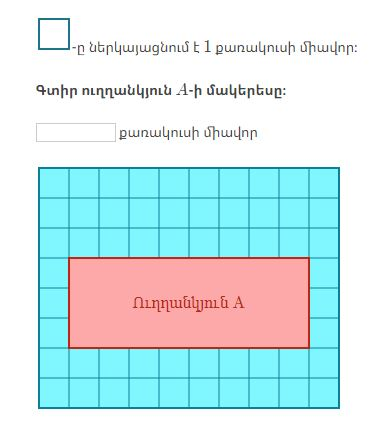 -ը ներկայացնում է 1 քառակուսի միավոր:
Գտիր ուղղանկյուն A-ի մակերեսը:
քառակուսի միավոր
Ուղղանկյուն A